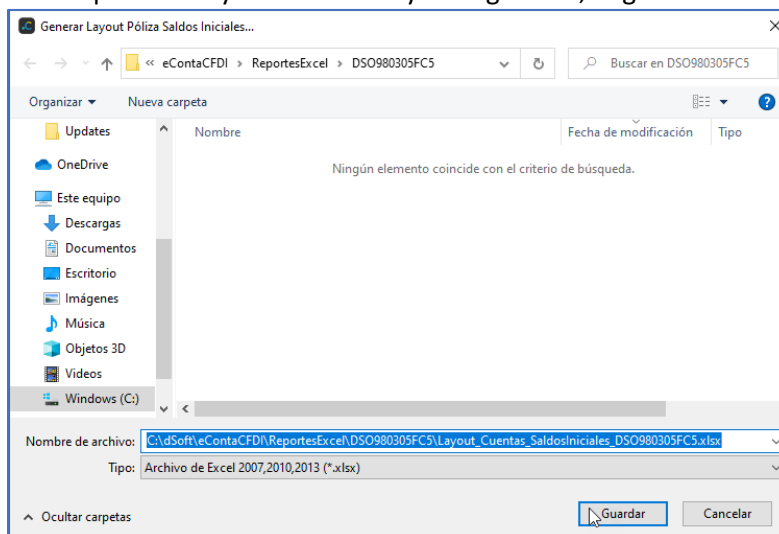 Generar Layout Póliza Saldos Iniciales...
« eContaCFDI › ReportesExcel › DSO980305FC5
Buscar en DSO980305FC5
Organizar
Nueva carpeta
Updates
OneDrive
Este equipo
Descargas
Documentos
Escritorio
Imágenes
Música
Objetos 3D
Videos
Windows (C:)
Nombre
Fecha de modificación
Tipo
Ningún elemento coincide con el criterio de búsqueda.
Nombre de archivo: C:\dSoft\eContaCFDI\ReportesExcel\DSO980305FC5\Layout_Cuentas_SaldosIniciales_DSO980305FC5.xlsx
Tipo: Archivo de Excel 2007,2010,2013 (*.xlsx)
Ocultar carpetas
Guardar
Cancelar